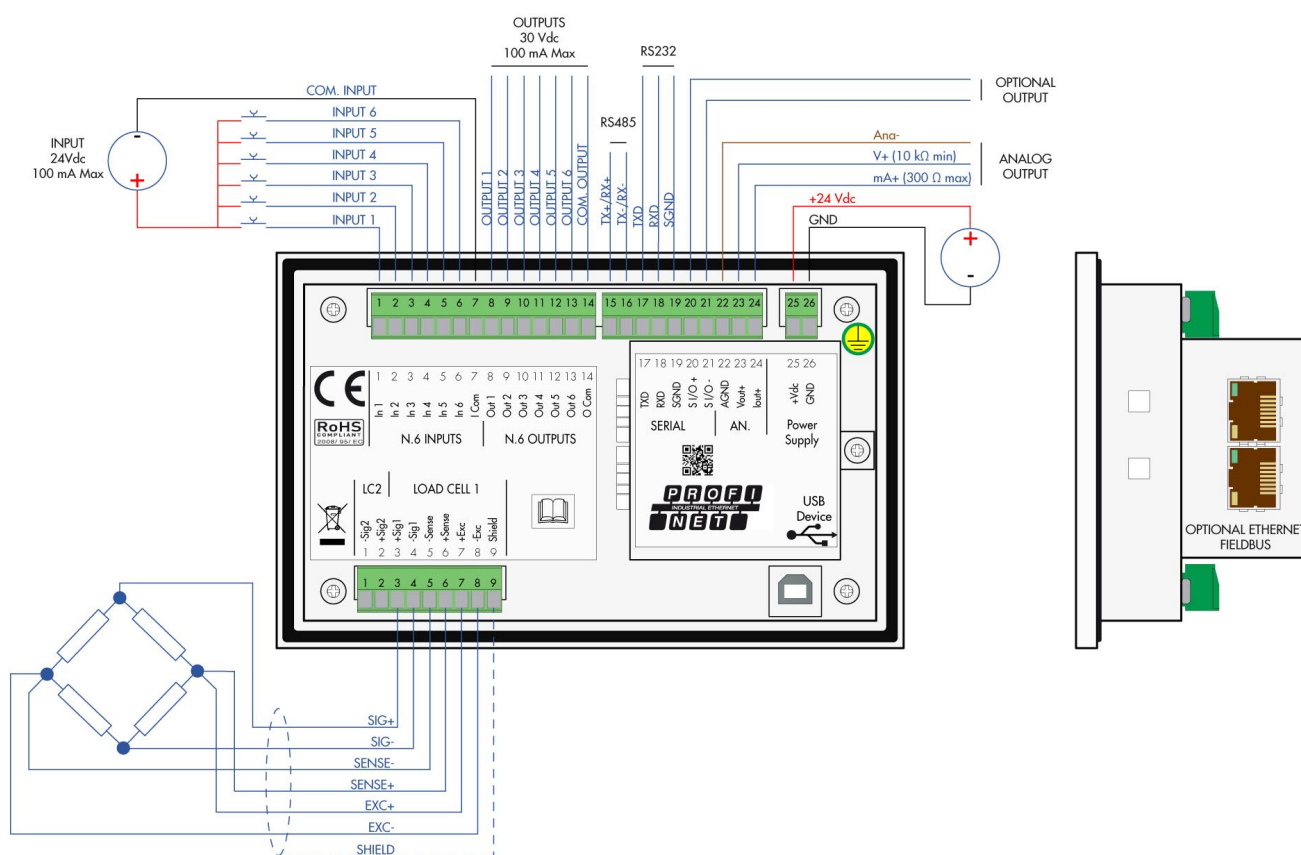 OUTPUTS
30 Vdc
100 mA Max
RS232
OPTIONAL
OUTPUT
COM. INPUT
INPUT 6
INPUT 5
INPUT 4
INPUT 3
INPUT 2
INPUT 1
INPUT
24Vdc
100 mA Max
-
+
RS485
OUTPUT 1
OUTPUT 2
OUTPUT 3
OUTPUT 4
OUTPUT 5
OUTPUT 6
COM. OUTPUT
TX+/RX+
TX-/RX-
TXD
RXD
SGND
Ana-
V+ (10 kΩ min)
mA+ (300 Ω max)
ANALOG
OUTPUT
+24 Vdc
GND
+
-
1 2 3 4 5 6 7 8 9 10 11 12 13 14
15 16 17 18 19 20 21 22 23 24
25 26
CE
RoHS
COMPLIANT
2008/95/EC
1 2 3 4 5 6 7 8 9 10 11 12 13 14
In 1
In 2
In 3
In 4
In 5
In 6
I Com
Out 1
Out 2
Out 3
Out 4
Out 5
Out 6
O Com
N.6 INPUTS
N.6 OUTPUTS
17 18 19 20 21 22 23 24
25 26
TXD
RXD
SGND
S I/O +
S I/O -
AGND
Vout+
Iout+
+Vdc
GND
SERIAL
AN.
Power
Supply
PROFI
INDUSTRIAL ETHERNET
NET
USB
Device
LC2
LOAD CELL 1
-Sig2
+Sig2
+Sig1
-Sig1
-Sense
+Sense
+Exc
-Exc
Shield
1 2 3 4 5 6 7 8 9
1 2 3 4 5 6 7 8 9
SIG+
SIG-
SENSE-
SENSE+
EXC+
EXC-
SHIELD
OPTIONAL ETHERNET
FIELDBUS